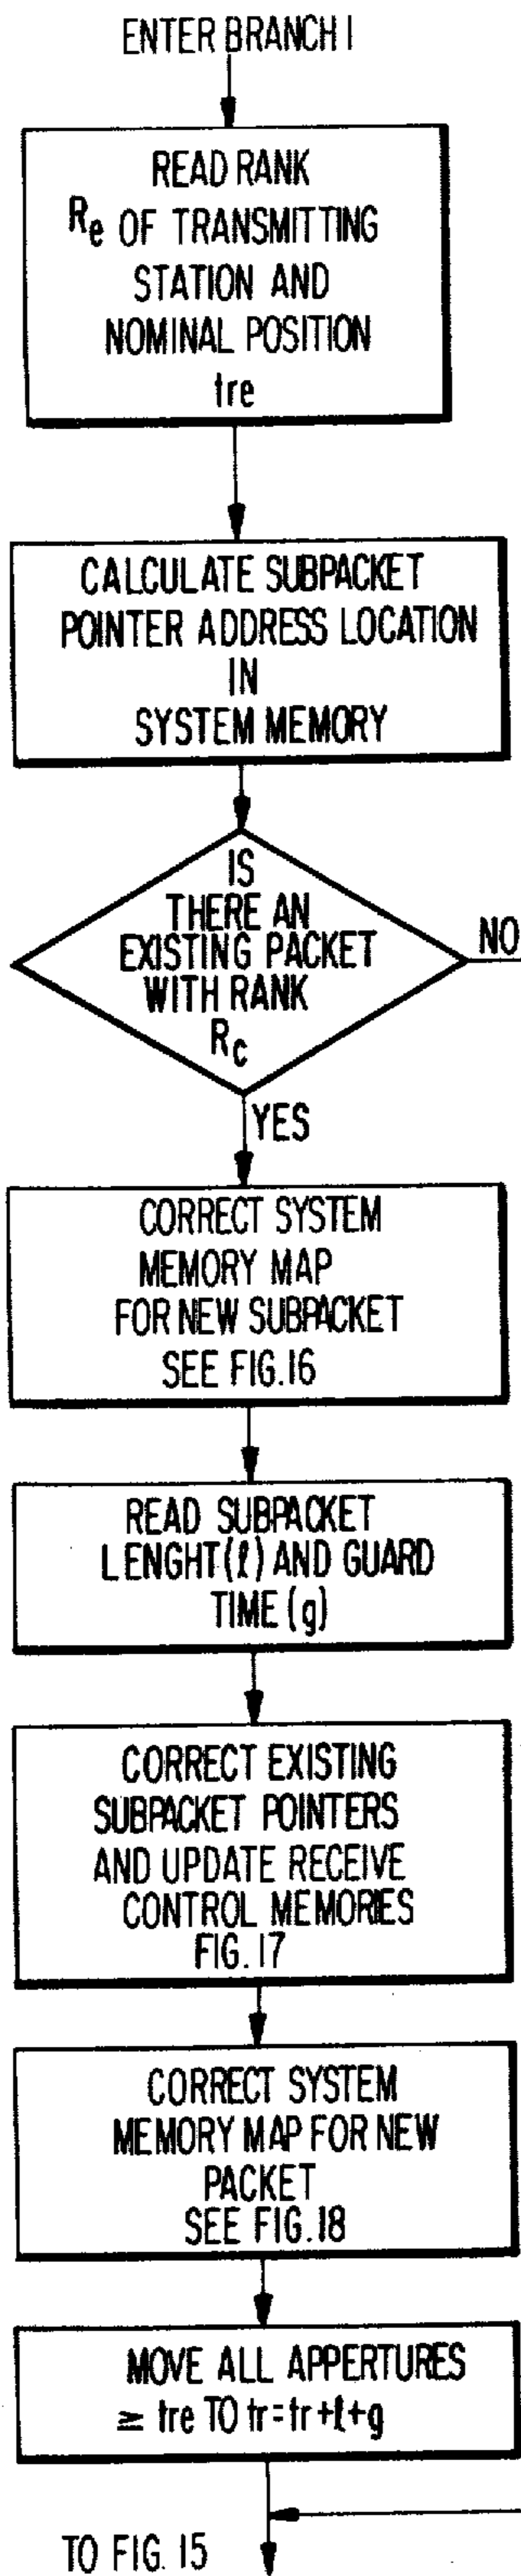 ENTER BRANCH I
READ RANK
Re OF TRANSMITTING
STATION AND
NOMINAL POSITION
tre
CALCULATE SUBPACKET
POINTER ADDRESS LOCATION
IN
SYSTEM MEMORY
IS
THERE AN
EXISTING PACKET
WITH RANK
Rc
NO
YES
CORRECT SYSTEM
MEMORY MAP
FOR NEW SUBPACKET
SEE FIG.16
READ SUBPACKET
LENGHT(ℓ) AND GUARD
TIME (g)
CORRECT EXISTING
SUBPACKET POINTERS
AND UPDATE RECEIVE
CONTROL MEMORIES
FIG.17
CORRECT SYSTEM
MEMORY MAP FOR NEW
PACKET
SEE FIG.18
MOVE ALL APPERTURES
≥ tre TO tr=tr+ℓ+g
TO FIG. 15